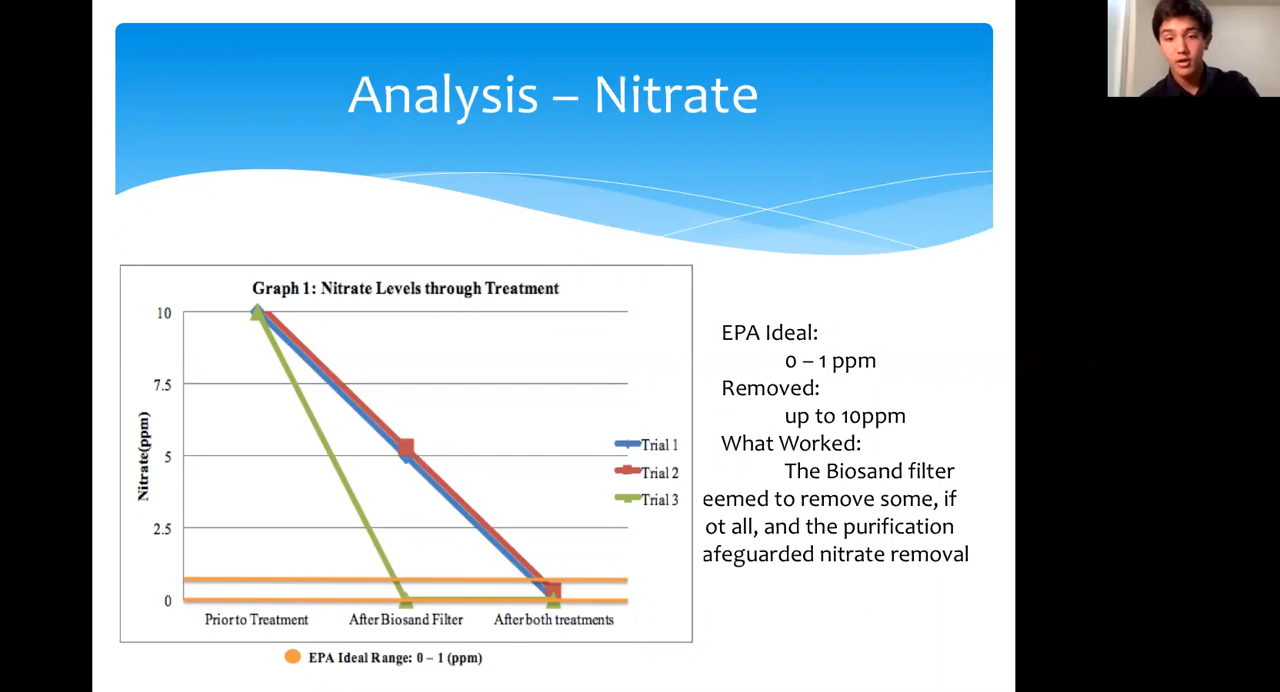 Analysis – Nitrate
Graph 1: Nitrate Levels through Treatment
10
7.5
5
2.5
0
Nitrate(ppm)
Trial 1
Trial 2
Trial 3
Prior to Treatment
After Biosand Filter
After both treatments
EPA Ideal Range: 0 – 1 (ppm)
EPA Ideal:
0 – 1 ppm
Removed:
up to 10ppm
What Worked:
The Biosand filter
eemed to remove some, if
ot all, and the purification
afeguarded nitrate removal